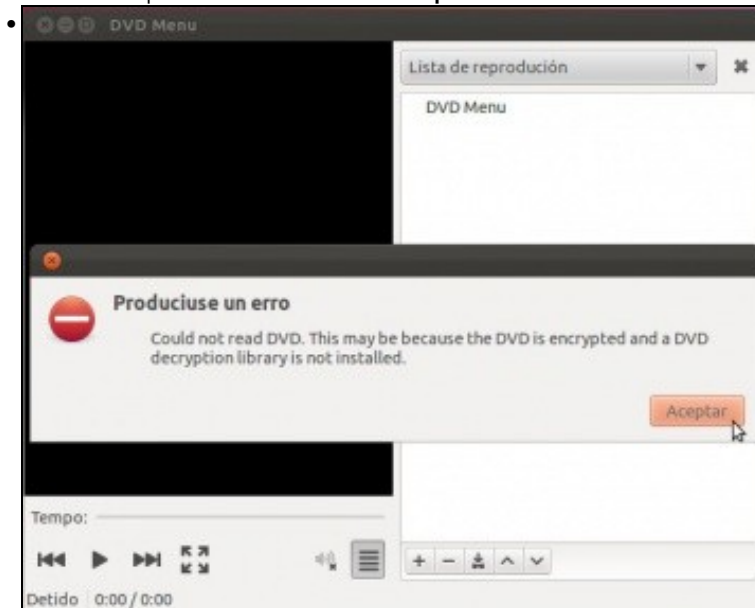 DVD Menu
Lista de reprodución
DVD Menu
Produciuse un erro
Could not read DVD. This may be because the DVD is encrypted and a DVD
decryption library is not installed.
Aceptar
Tempo:
Detido 0:00 / 0:00